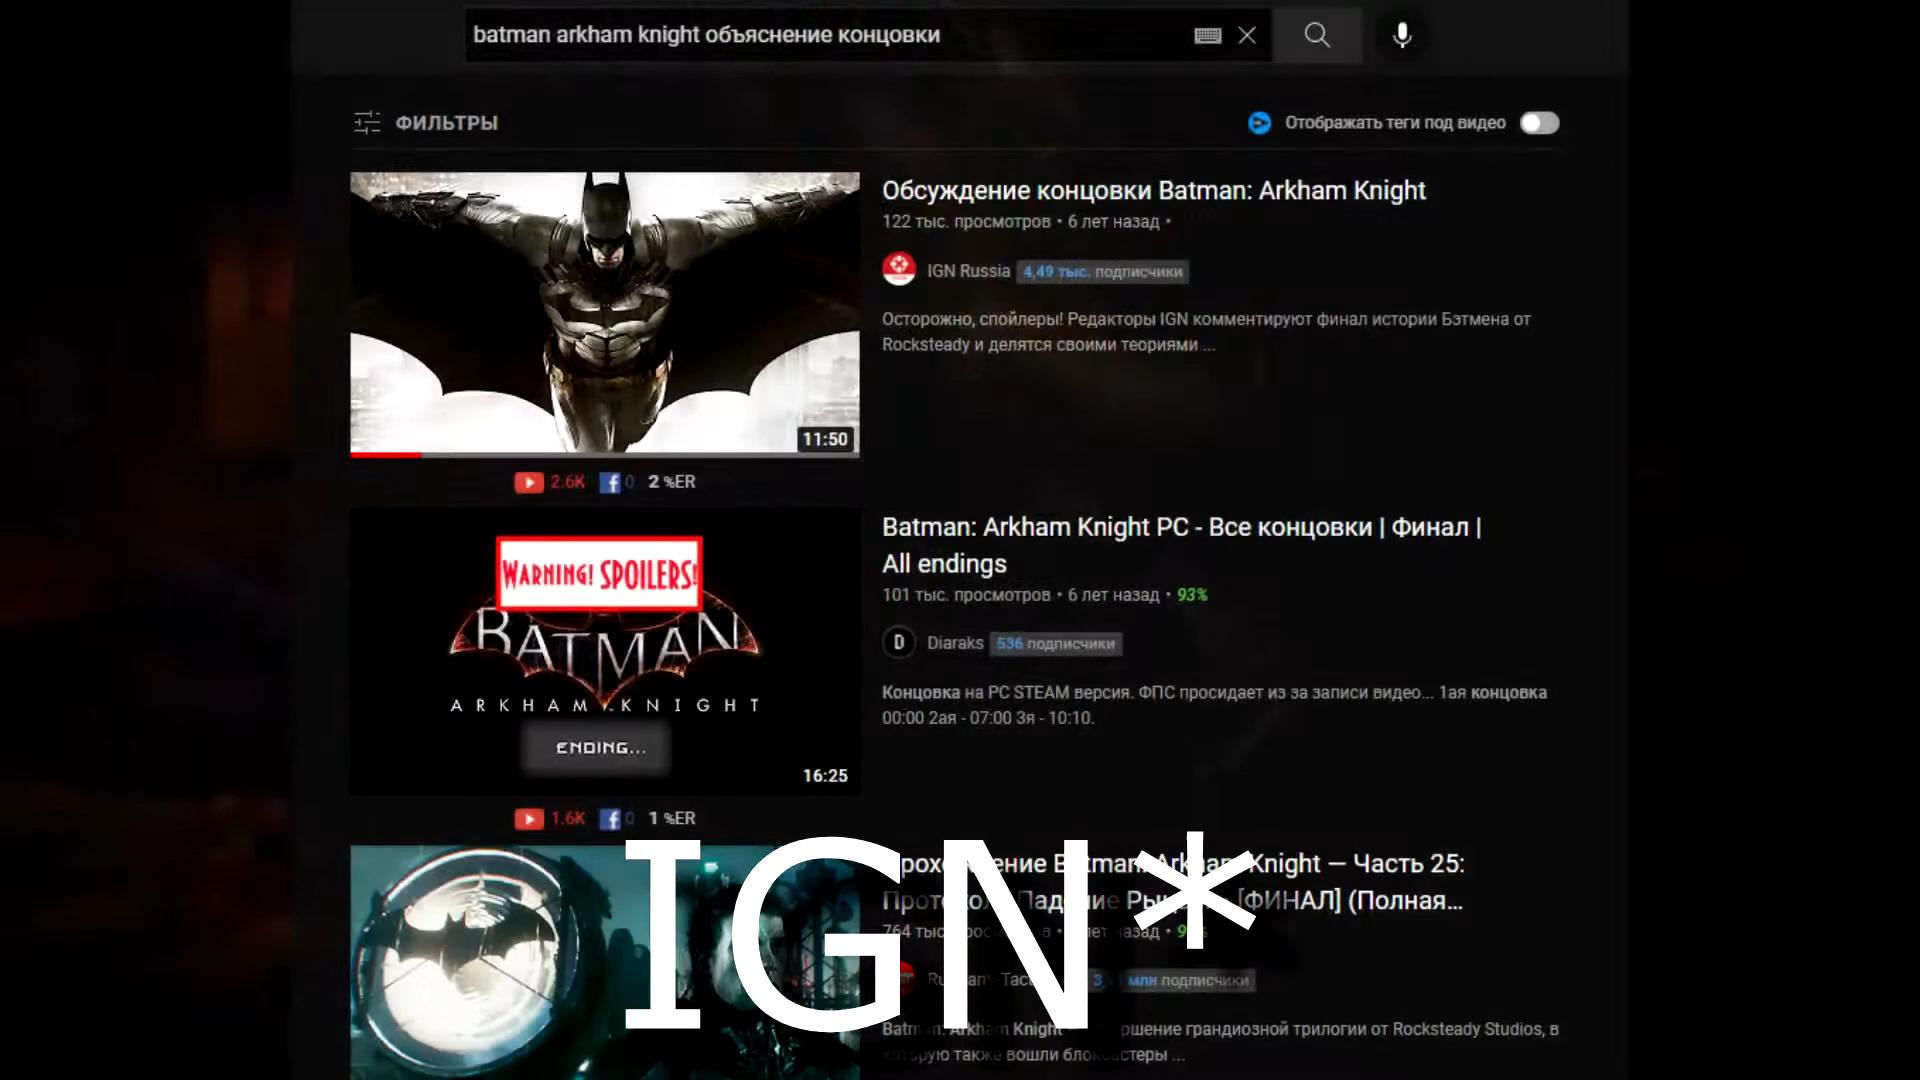 batman arkham knight объяснение концовки
ФИЛЬТРЫ
Отображать теги под видео
11:50
Обсуждение концовки Batman: Arkham Knight
122 тыс. просмотров • 6 лет назад •
IGN Russia 4,49 тыс. подписчики
Осторожно, спойлеры! Редакторы IGN комментируют финал истории Бэтмена от
Rocksteady и делятся своими теориями ...
2.6K 0 2 %ER
WARNING! SPOILERS!
BATMAN
ARKHAM KNIGHT
ENDING...
16:25
Batman: Arkham Knight PC - Все концовки | Финал |
All endings
101 тыс. просмотров • 6 лет назад • 93%
D Diaraks 536 подписчики
Концовка на PC STEAM версия. ФПС просидает из за записи видео... 1ая концовка
00:00 2ая - 07:00 3я - 10:10.
1.6K 0 1 %ER
Knight — Часть 25:
[ФИНАЛ] (Полная...
764 тыс
млн подписчики
Knight
грандиозной трилогии от Rocksteady Studios, в
также вошли
IGN*